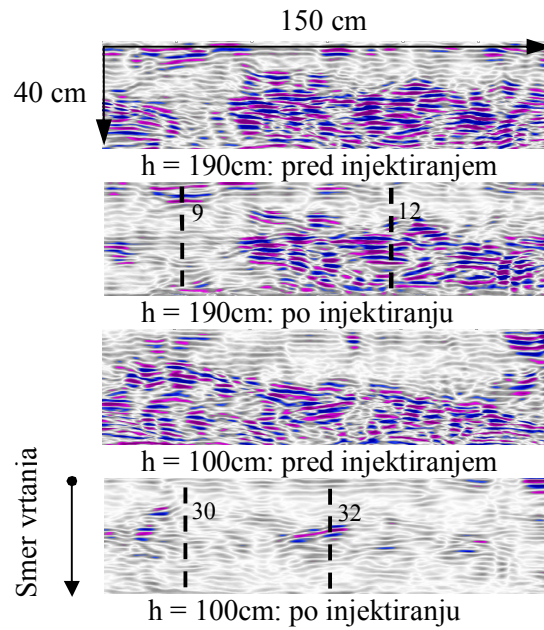 150 cm
40 cm
h = 190cm: pred injektiranjem
9
12
h = 190cm: po injektiranju
h = 100cm: pred injektiranjem
Smer vrtania
30
32
h = 100cm: po injektiranju